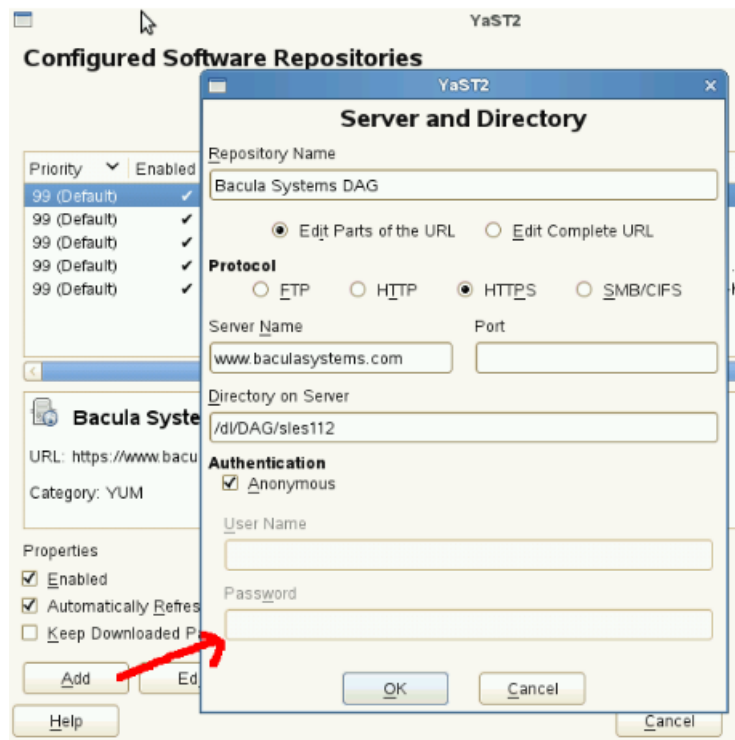 YaST2
Configured Software Repositories
Priority Enabled
99 (Default)
99 (Default)
99 (Default)
99 (Default)
99 (Default)
Bacula Syste
URL: https://www.bacu
Category: YUM
Properties
Enabled
Automatically Refres
Keep Downloaded Pa
Add
Ed
Help
Cancel
YaST2
Server and Directory
Repository Name
Bacula Systems DAG
Edit Parts of the URL Edit Complete URL
Protocol
FTP HTTP HTTPS SMB/CIFS
Server Name Port
www.baculasystems.com
Directory on Server
/dl/DAG/sles112
Authentication
Anonymous
User Name
Password
OK Cancel